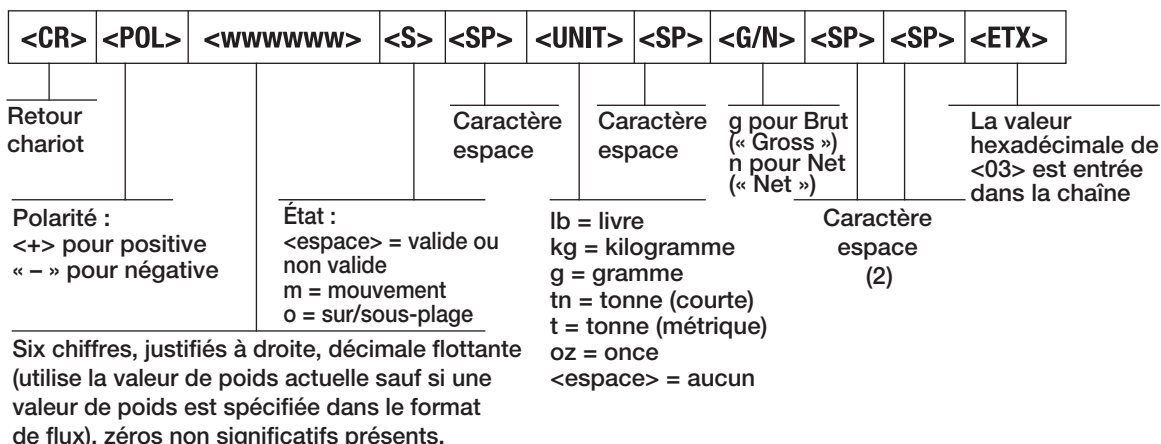 <CR> <POL> <wwwwww> <S> <SP> <UNIT> <SP> <G/N> <SP> <SP> <ETX>
Retour
chariot
Polarité :
<+> pour positive
« – » pour négative
Six chiffres, justifiés à droite, décimale flottante
(utilise la valeur de poids actuelle sauf si une
valeur de poids est spécifiée dans le format
de flux), zéros non significatifs présents.
État :
<espace> = valide ou
non valide
m = mouvement
o = sur/sous-plage
Caractère
espace
lb = livre
kg = kilogramme
g = gramme
tn = tonne (courte)
t = tonne (métrique)
oz = once
<espace> = aucun
Caractère
espace
g pour Brut
(« Gross »)
n pour Net
(« Net »)
Caractère
espace
(2)
La valeur
hexadécimale de
<03> est entrée
dans la chaîne